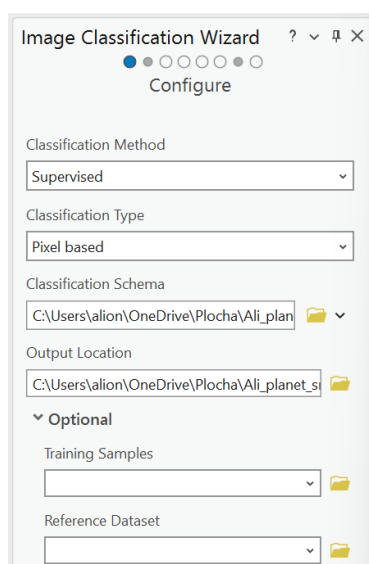 Image Classification Wizard ?
Configure
Classification Method
Supervised
Classification Type
Pixel based
Classification Schema
C:\Users\alion\OneDrive\Plocha\Ali_plan
Output Location
C:\Users\alion\OneDrive\Plocha\Ali_planet_s
Optional
Training Samples
Reference Dataset